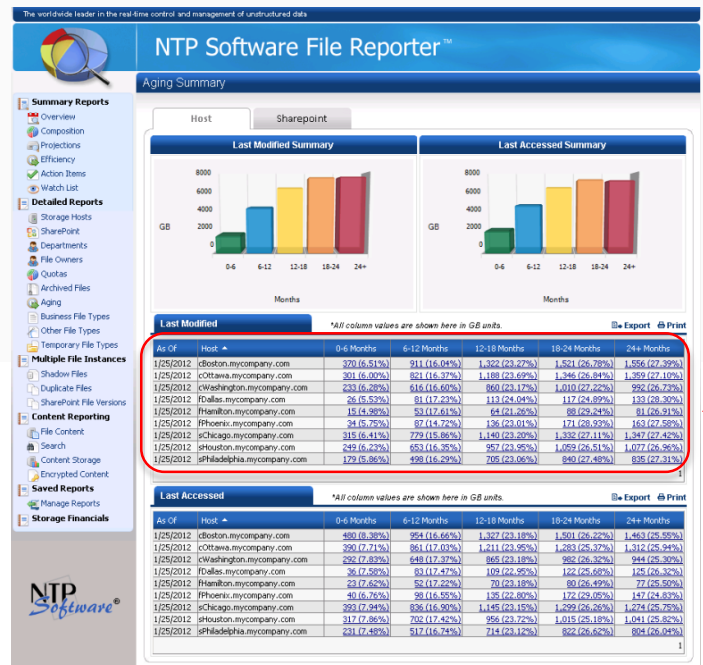 The worldwide leader in the real-time control and management of unstructured data
NTP Software File Reporter™
Aging Summary
Summary Reports
Overview
Composition
Projections
Efficiency
Action Items
Watch List
Detailed Reports
Storage Hosts
SharePoint
Departments
File Owners
Quotas
Archived Files
Aging
Business File Types
Other File Types
Temporary File Types
Multiple File Instances
Shadow Files
Duplicate Files
SharePoint File Versions
Content Reporting
File Content
Search
Content Storage
Encrypted Content
Saved Reports
Manage Reports
Storage Financials
NTP
Software®
Host Sharepoint
Last Modified Summary
8000
6000
4000
2000
0
GB
0-6 6-12 12-18 18-24 24+
Months
Last Accessed Summary
8000
6000
4000
2000
0
GB
0-6 6-12 12-18 18-24 24+
Months
Last Modified *All column values are shown here in GB units. Export Print
As Of Host 0-6 Months 6-12 Months 12-18 Months 18-24 Months 24+ Months
1/25/2012 cBoston.mycompany.com 370 (6.51%) 911 (16.04%) 1,322 (23.27%) 1,521 (26.78%) 1,556 (27.39%)
1/25/2012 cOttawa.mycompany.com 301 (6.00%) 821 (16.37%) 1,188 (23.69%) 1,346 (26.84%) 1,359 (27.10%)
1/25/2012 cWashington.mycompany.com 233 (6.28%) 616 (16.60%) 860 (23.17%) 1,010 (27.22%) 992 (26.73%)
1/25/2012 fDallas.mycompany.com 26 (5.53%) 81 (17.23%) 113 (24.04%) 117 (24.89%) 133 (28.30%)
1/25/2012 fHamilton.mycompany.com 15 (4.98%) 53 (17.61%) 64 (21.26%) 88 (29.24%) 81 (26.91%)
1/25/2012 fPhoenix.mycompany.com 34 (5.75%) 87 (14.72%) 136 (23.01%) 171 (28.93%) 163 (27.58%)
1/25/2012 sChicago.mycompany.com 315 (6.41%) 779 (15.86%) 1,140 (23.20%) 1,332 (27.11%) 1,347 (27.42%)
1/25/2012 sHouston.mycompany.com 249 (6.23%) 653 (16.35%) 957 (23.95%) 1,059 (26.51%) 1,077 (26.96%)
1/25/2012 sPhiladelphia.mycompany.com 179 (5.86%) 498 (16.29%) 705 (23.06%) 840 (27.48%) 835 (27.31%)
1
Last Accessed *All column values are shown here in GB units. Export Print
As Of Host 0-6 Months 6-12 Months 12-18 Months 18-24 Months 24+ Months
1/25/2012 cBoston.mycompany.com 480 (8.38%) 954 (16.66%) 1,327 (23.18%) 1,501 (26.22%) 1,463 (25.55%)
1/25/2012 cOttawa.mycompany.com 390 (7.71%) 861 (17.03%) 1,211 (23.95%) 1,283 (25.37%) 1,312 (25.94%)
1/25/2012 cWashington.mycompany.com 292 (7.83%) 648 (17.37%) 865 (23.18%) 982 (26.32%) 944 (25.30%)
1/25/2012 fDallas.mycompany.com 36 (7.58%) 83 (17.47%) 109 (22.95%) 122 (25.68%) 125 (26.32%)
1/25/2012 fHamilton.mycompany.com 23 (7.62%) 52 (17.22%) 70 (23.18%) 80 (26.49%) 77 (25.50%)
1/25/2012 fPhoenix.mycompany.com 40 (6.76%) 98 (16.55%) 135 (22.80%) 172 (29.05%) 147 (24.83%)
1/25/2012 sChicago.mycompany.com 393 (7.94%) 836 (16.90%) 1,145 (23.15%) 1,299 (26.26%) 1,274 (25.75%)
1/25/2012 sHouston.mycompany.com 317 (7.86%) 702 (17.42%) 956 (23.72%) 1,015 (25.18%) 1,041 (25.82%)
1/25/2012 sPhiladelphia.mycompany.com 231 (7.48%) 517 (16.74%) 714 (23.12%) 822 (26.62%) 804 (26.04%)
1